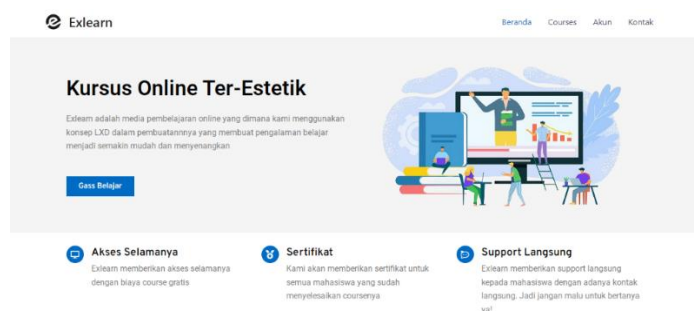 Exlearn
Beranda Courses Akun Kontak
Kursus Online Ter-Estetik
Exlearn adalah media pembelajaran online yang dimana kami menggunakan
konsep LXD dalam pembuatannnya yang membuat pengalaman belajar
menjadi semakin mudah dan menyenangkan
Gass Belajar
Akses Selamanya
Exlearn memberikan akses selamanya
dengan biaya course gratis
Sertifikat
Kami akan memberikan sertifikat untuk
semua mahasiswa yang sudah
menyelesaikan coursenya
Support Langsung
Exlearn memberikan support langsung
kepada mahasiswa dengan adanya kontak
langsung. Jadi jangan malu untuk bertanya
ya!